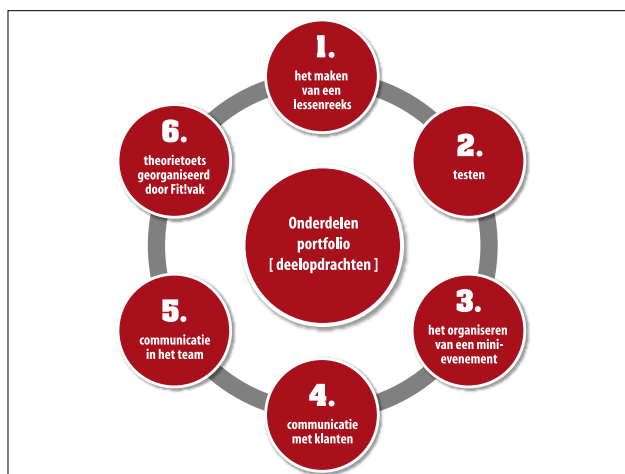 1.
het maken
van een
lessenreeks
2.
testen
3.
het organiseren
van een mini-
evenement
4.
communicatie
met klanten
5.
communicatie
in het team
6.
theorietoets
georganiseerd
door Fit!vak
Onderdelen
portfolio
[ deelopdrachten ]